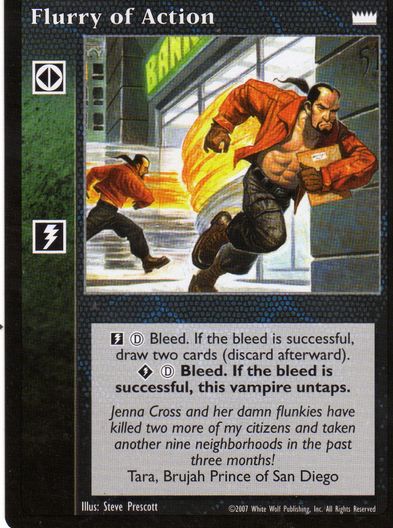 Flurry of Action
BANK
Ⓓ Bleed. If the bleed is successful,
draw two cards (discard afterward).
Ⓓ Bleed. If the bleed is
successful, this vampire untaps.
Jenna Cross and her damn flunkies have
killed two more of my citizens and taken
another nine neighborhoods in the past
three months!
Tara, Brujah Prince of San Diego
Illus: Steve Prescott
©2007 White Wolf Publishing, Inc. All Rights Reserved